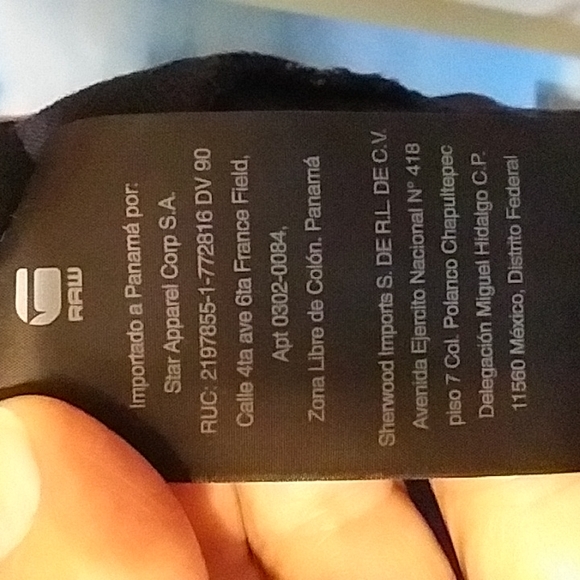 RAW
Importado a Panamá por:
Star Apparel Corp S.A.
RUC: 2197855-1-772816 DV 90
Calle 4ta ave 6ta France Field,
Apt 0302-0084,
Zona Libre de Colón. Panamá
Sherwood Imports S. DE R.L. DE C.V.
Avenida Ejercito Nacional N° 418
piso 7 Col. Polanco Chapultepec
Delegación Miguel Hidalgo C.P.
11560 México, Distrito Federal